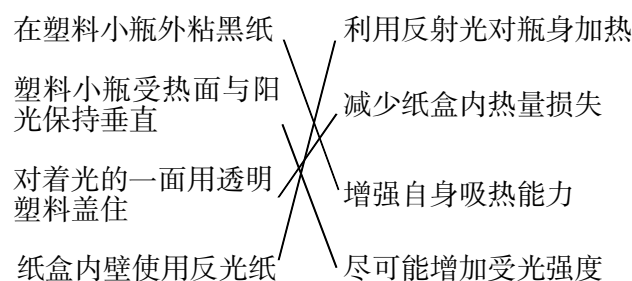 在塑料小瓶外粘黑纸
利用反射光对瓶身加热
塑料小瓶受热面与阳
光保持垂直
减少纸盒内热量损失
对着光的一面用透明
塑料盖住
增强自身吸热能力
纸盒内壁使用反光纸
尽可能增加受光强度